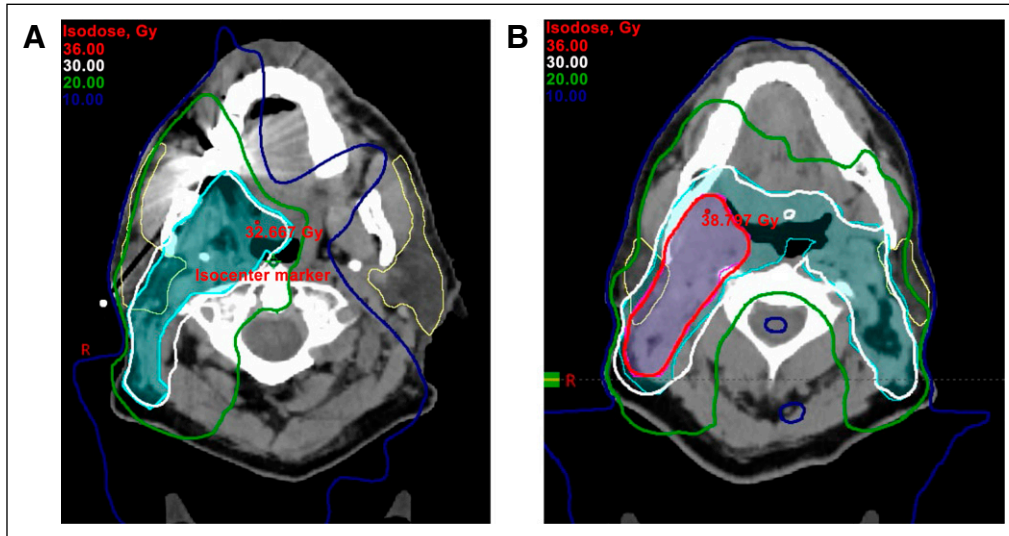 A
Isodose, Gy
36.00
30.00
20.00
10.00
32.667 Gy
Isocenter marker
R
B
Isodose, Gy
36.00
30.00
20.00
10.00
38.797 Gy
R